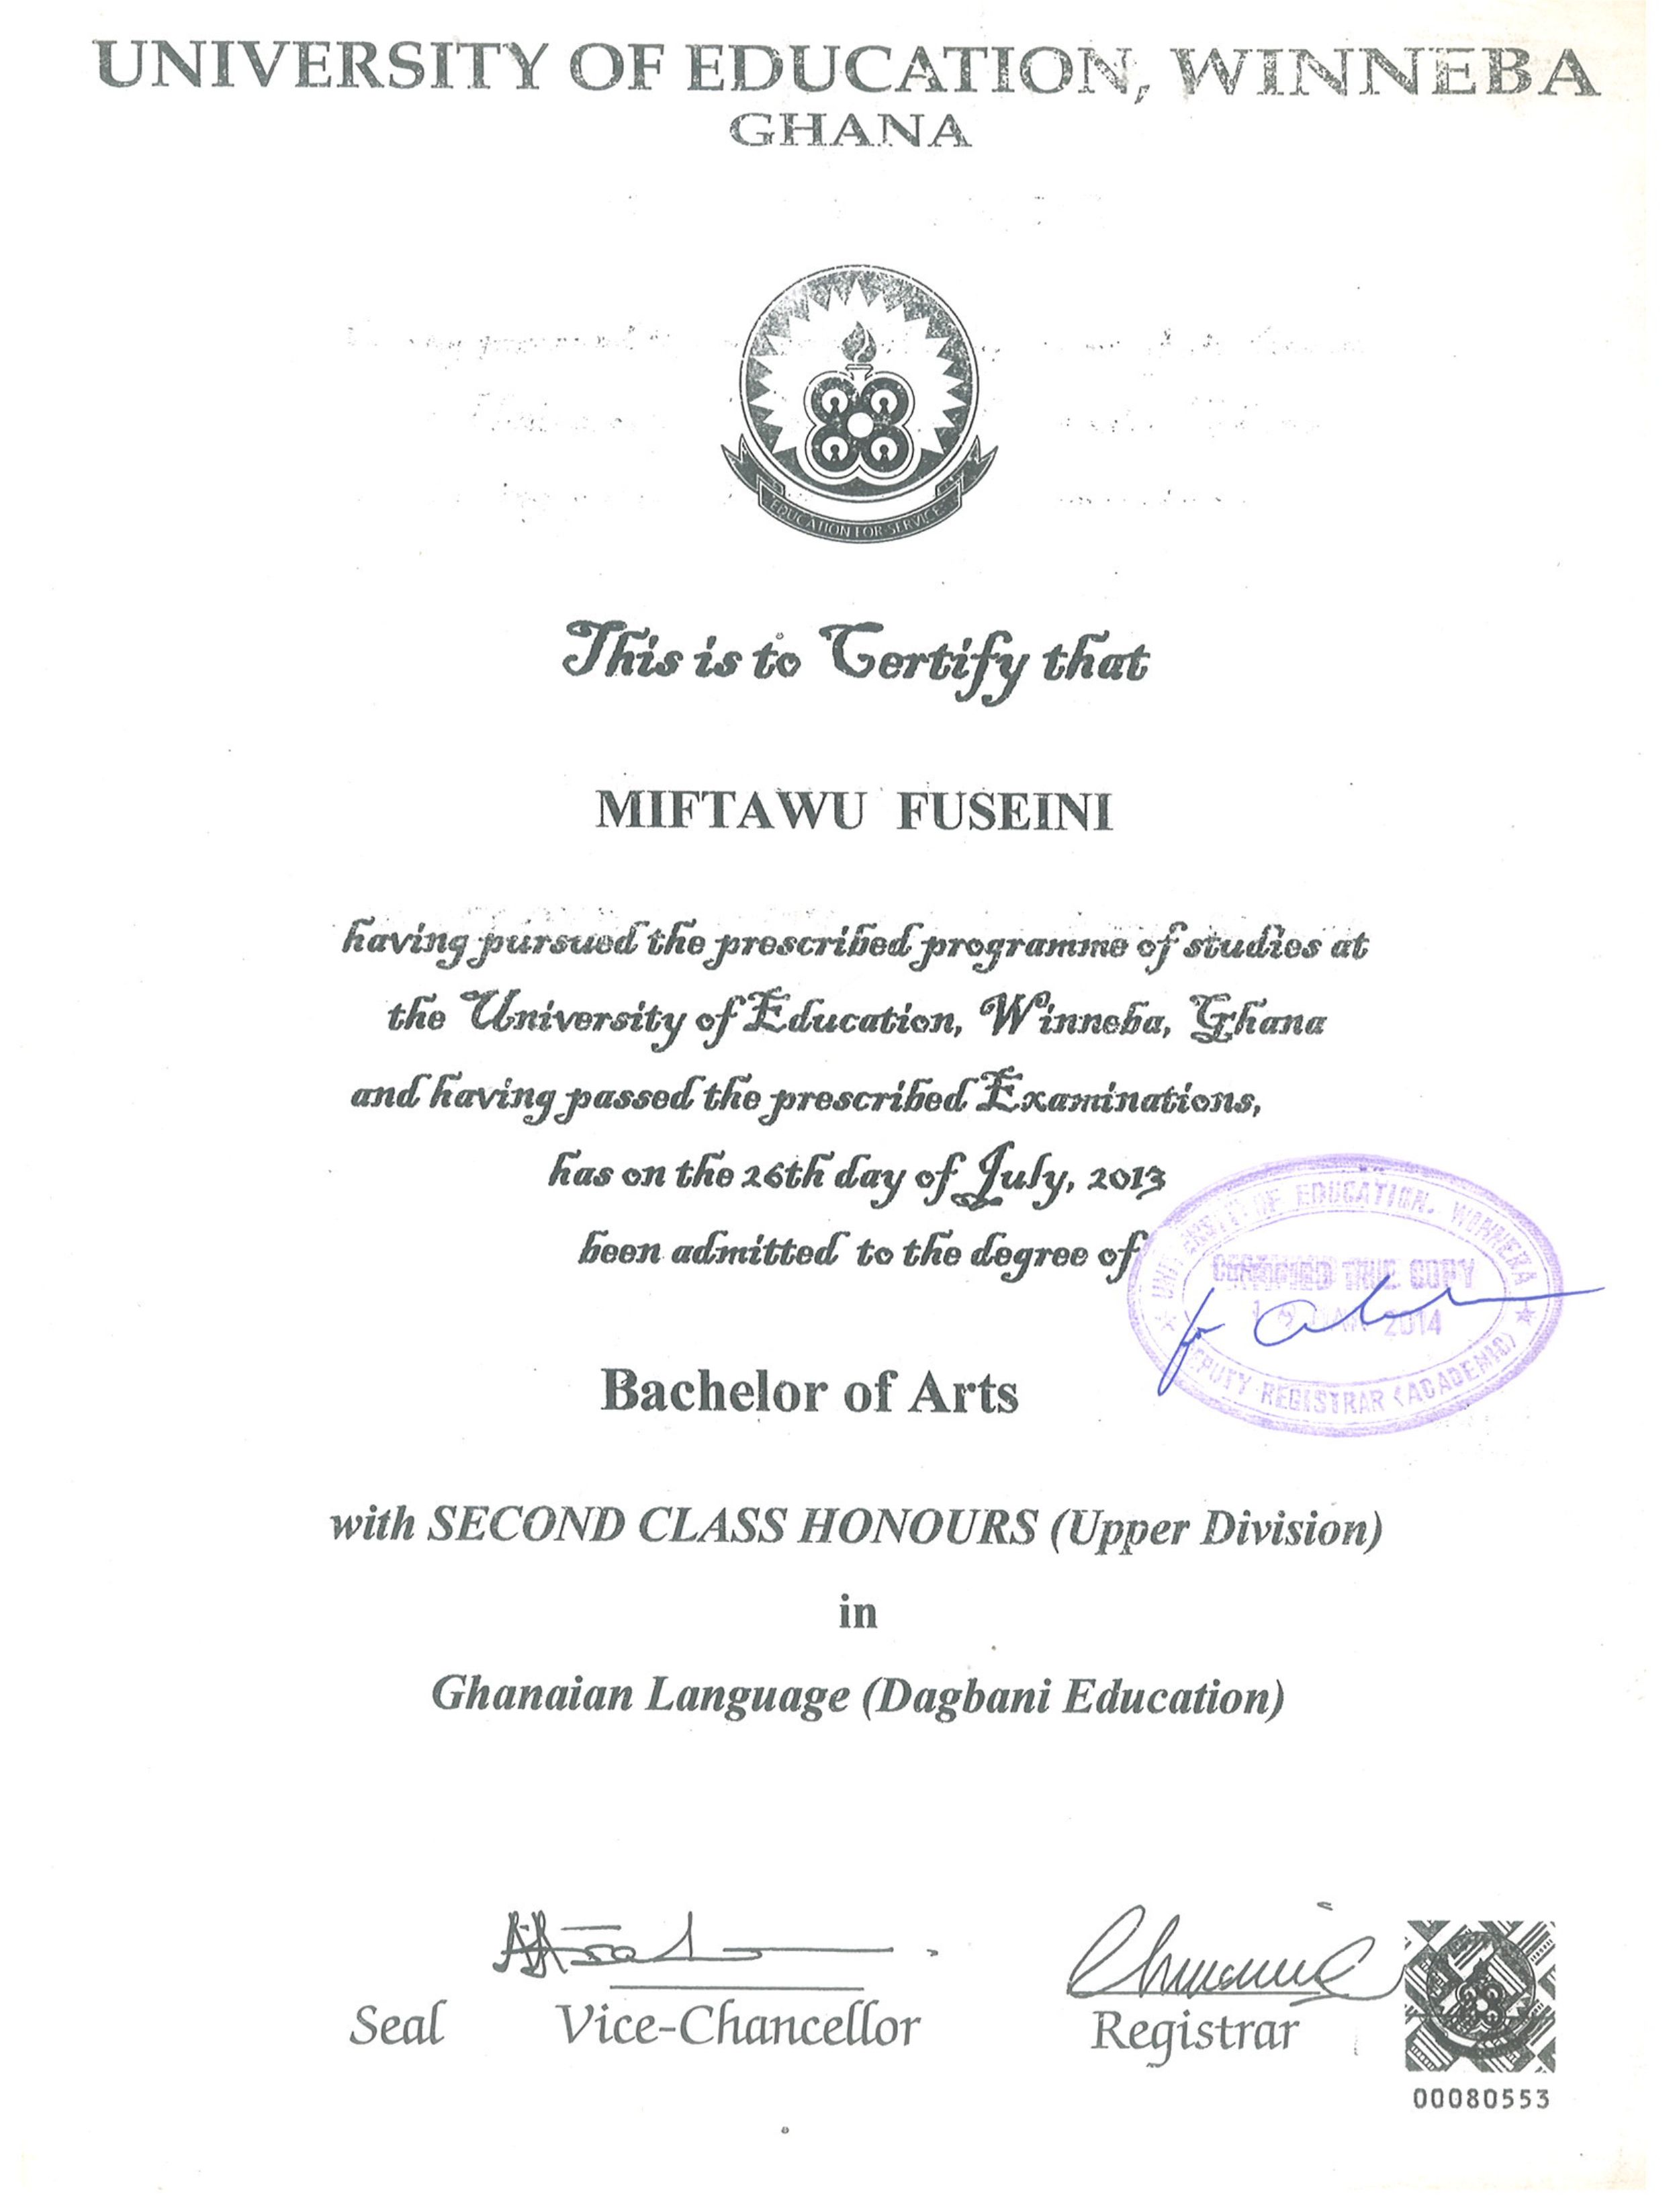 UNIVERSITY OF EDUCATION, WINNEBA
GHANA
EDUCATION FOR SERVICE
This is to Certify that
MIFTAWU FUSEINI
having pursued the prescribed programme of studies at
the University of Education, Winneba, Ghana
and having passed the prescribed Examinations,
has on the 26th day of July, 2013
been admitted to the degree of
UNIVERSITY OF EDUCATION, WINNEBA
CERTIFIED TRUE COPY
2014
DEPUTY REGISTRAR (ACADEMIC)
for
Bachelor of Arts
with SECOND CLASS HONOURS (Upper Division)
in
Ghanaian Language (Dagbani Education)
Seal Vice-Chancellor Registrar
00080553